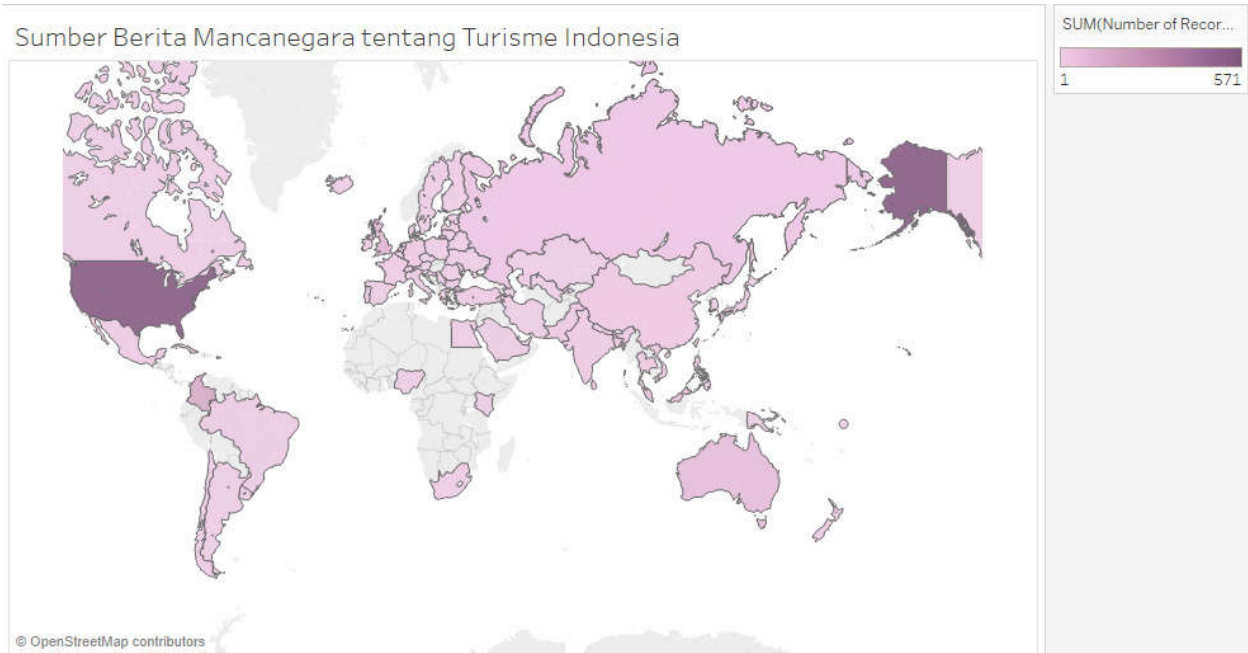 Sumber Berita Mancanegara tentang Turisme Indonesia
SUM(Number of Recor...
1 571
© OpenStreetMap contributors